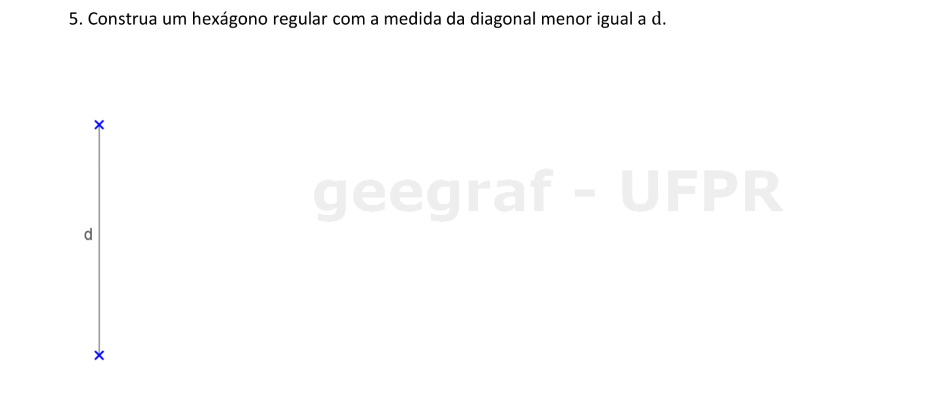 5. Construa um hexágono regular com a medida da diagonal menor igual a d.
geegraf - UFPR
d